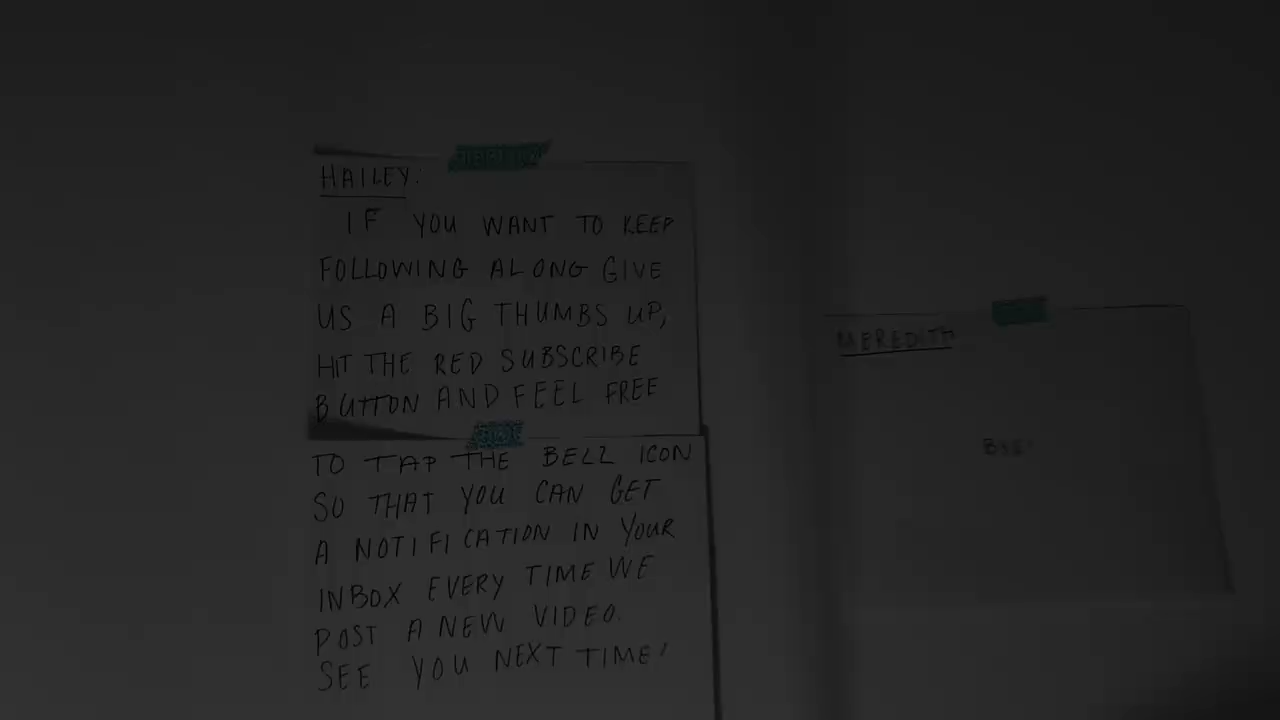 HAILEY:
IF YOU WANT TO KEEP
FOLLOWING ALONG GIVE
US A BIG THUMBS UP,
HIT THE RED SUBSCRIBE
BUTTON AND FEEL FREE
TO TAP THE BELL ICON
SO THAT YOU CAN GET
A NOTIFICATION IN YOUR
INBOX EVERY TIME WE
POST A NEW VIDEO.
SEE YOU NEXT TIME!
MEREDITH
BYE!